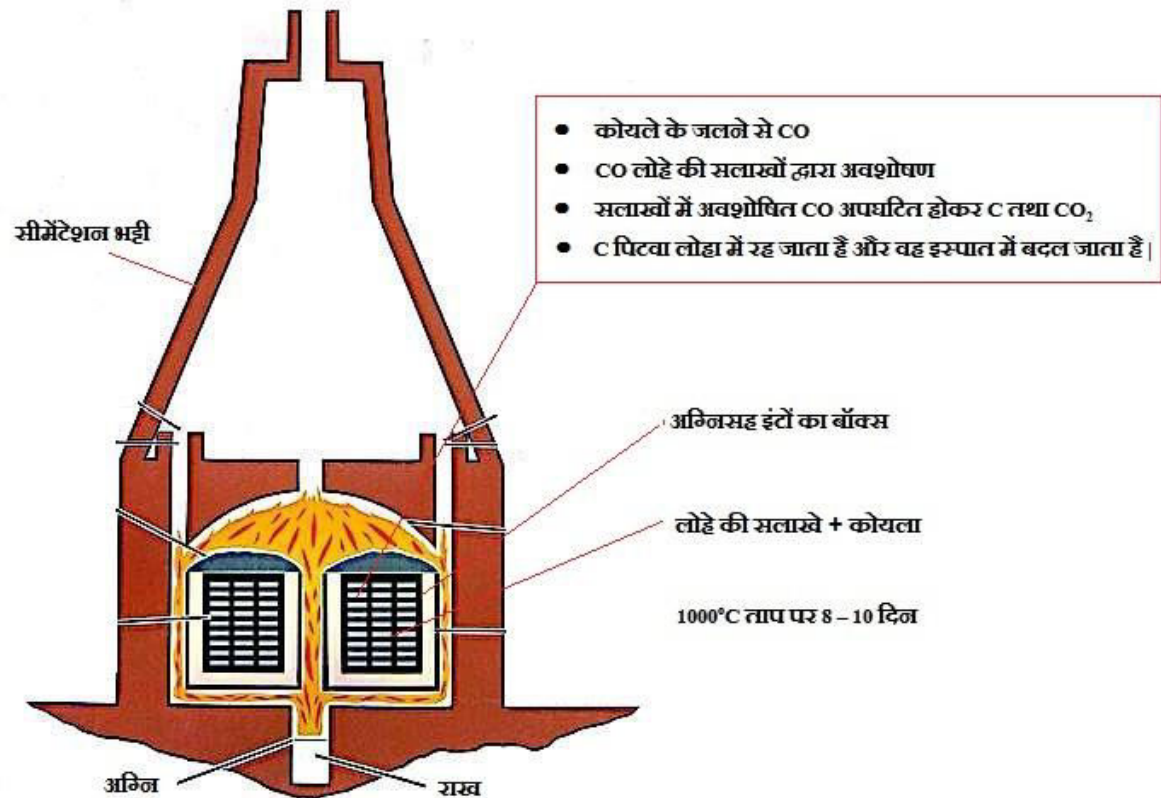 ● कोयले के जलने से CO
● CO लोहे की सलाखों द्वारा अवशोषण
● सलाखों में अवशोषित CO अपघटित होकर C तथा CO₂
● C पिटवा लोहा में रह जाता है और वह इस्पात में बदल जाता है |
सीमेंटेशन भट्टी
अग्निसह इंटों का बॉक्स
लोहे की सलाखे + कोयला
1000°C ताप पर 8 – 10 दिन
अग्नि
राख